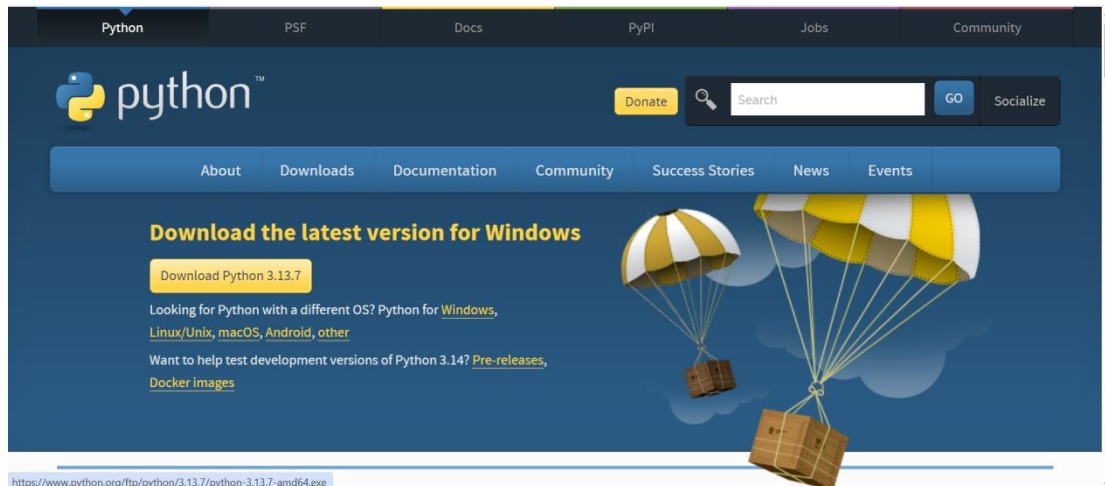 Python PSF Docs PyPI Jobs Community
python™
Donate Search GO Socialize
About Downloads Documentation Community Success Stories News Events
Download the latest version for Windows
Download Python 3.13.7
Looking for Python with a different OS? Python for Windows,
Linux/Unix, macOS, Android, other
Want to help test development versions of Python 3.14? Pre-releases,
Docker images
https://www.python.org/ftp/python/3.13.7/python-3.13.7-amd64.exe